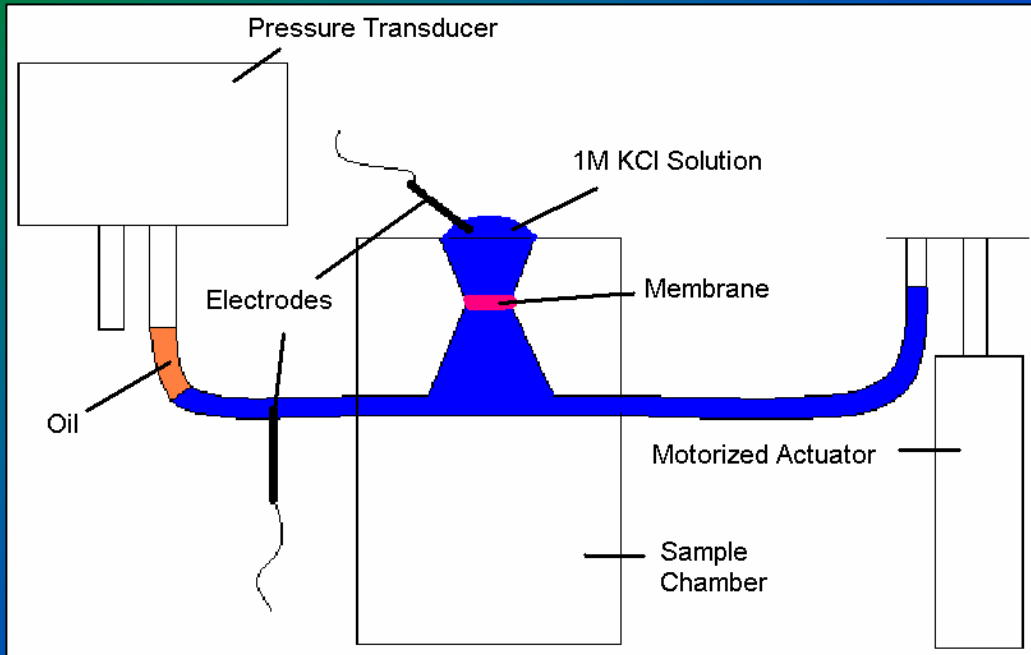 Pressure Transducer
1M KCl Solution
Electrodes
Membrane
Oil
Motorized Actuator
Sample
Chamber